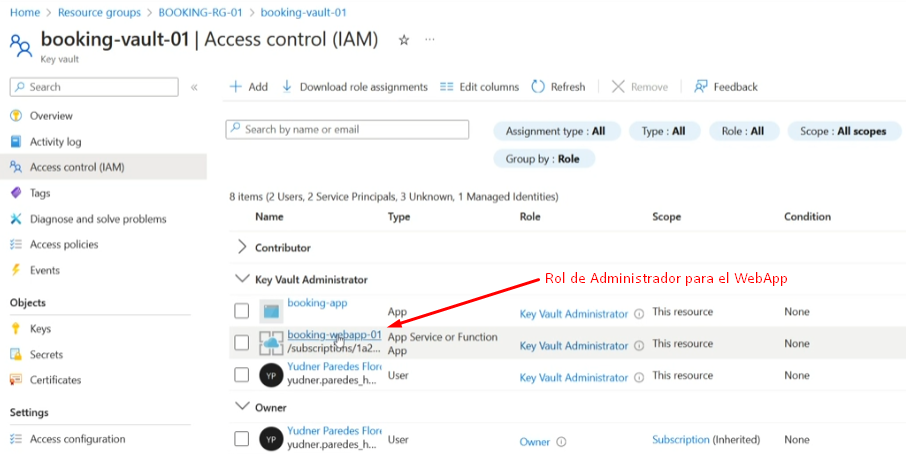 Home > Resource groups > BOOKING-RG-01 > booking-vault-01
booking-vault-01 | Access control (IAM) ☆ ...
Key vault
Search «
Add Download role assignments Edit columns Refresh Remove Feedback
Overview
Activity log
Access control (IAM)
Tags
Diagnose and solve problems
Access policies
Events
Objects
Keys
Secrets
Certificates
Settings
Access configuration
Search by name or email
Assignment type : All Type : All Role : All Scope : All scopes
Group by : Role
8 items (2 Users, 2 Service Principals, 3 Unknown, 1 Managed Identities)
Name Type Role Scope Condition
Contributor
Key Vault Administrator
Rol de Administrador para el WebApp
booking-app App Key Vault Administrator This resource None
booking-webapp-01 App Service or Function Key Vault Administrator This resource None
/subscriptions/1a2... App
YP Yudner Paredes Flore User Key Vault Administrator This resource None
yudner.paredes_h...
Owner
YP Yudner Paredes Flore User Owner Subscription (Inherited) None
yudner.paredes_h...